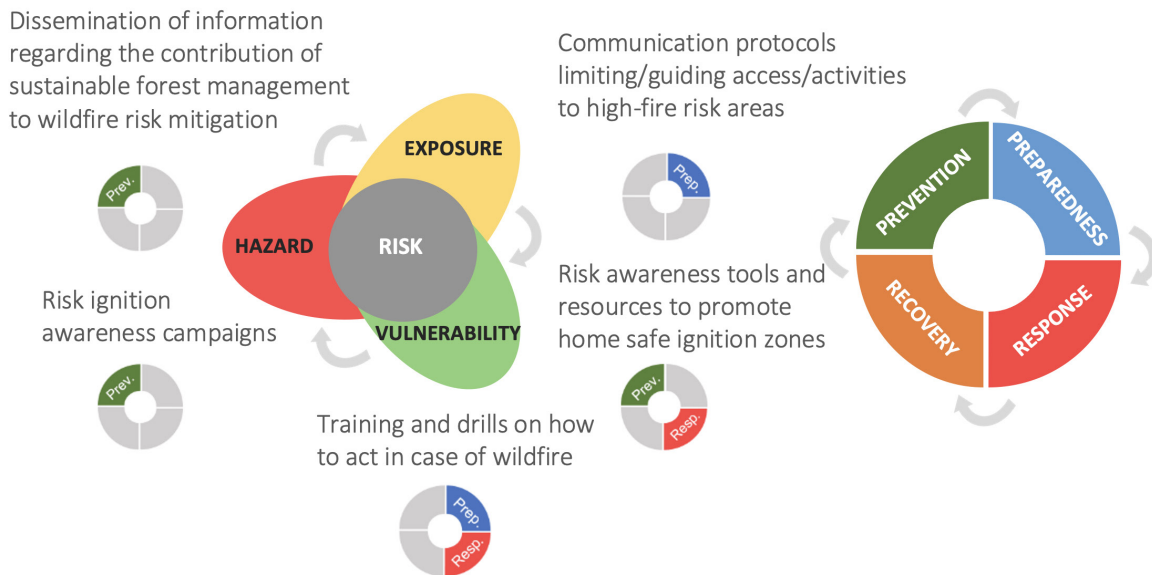 Dissemination of information
regarding the contribution of
sustainable forest management
to wildfire risk mitigation
Prev.
Risk ignition
awareness campaigns
Prev.
EXPOSURE
HAZARD
RISK
VULNERABILITY
Training and drills on how
to act in case of wildfire
Prep.
Resp.
Communication protocols
limiting/guiding access/activities
to high-fire risk areas
Prep.
Risk awareness tools and
resources to promote
home safe ignition zones
Prev.
Resp.
PREVENTION
PREPAREDNESS
RECOVERY
RESPONSE